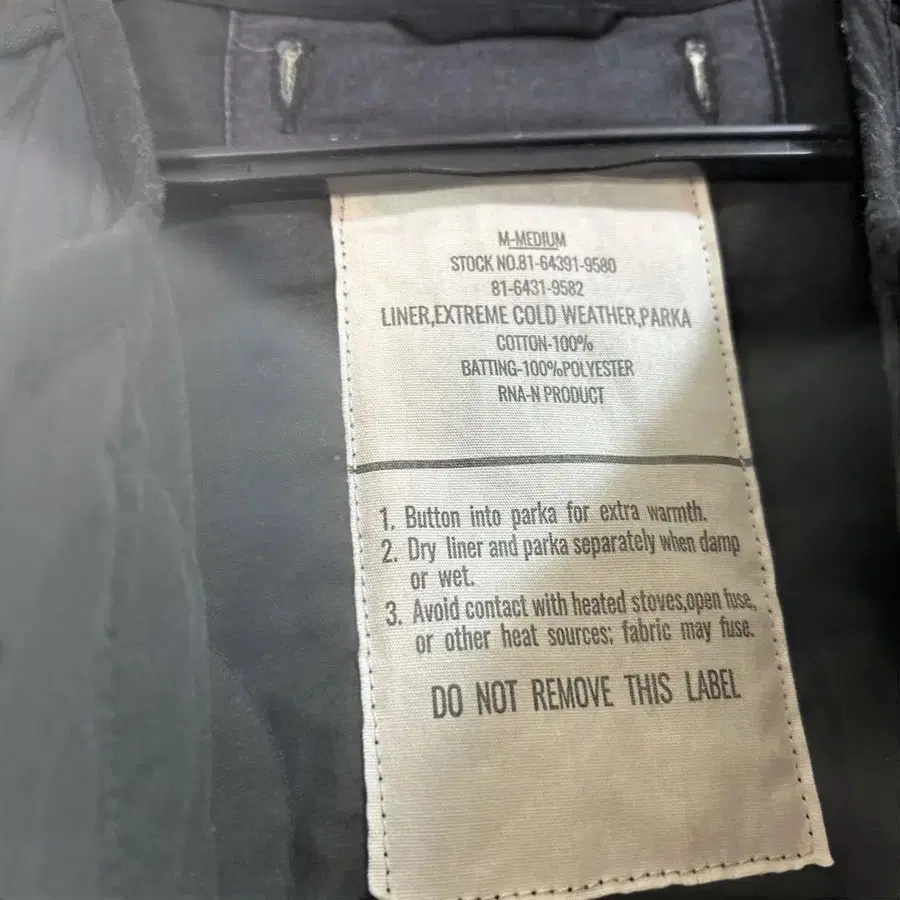 M-MEDIUM
STOCK NO.81-64391-9580
81-6431-9582
LINER,EXTREME COLD WEATHER,PARKA
COTTON-100%
BATTING-100%POLYESTER
RNA-N PRODUCT
1. Button into parka for extra warmth.
2. Dry liner and parka separately when damp
or wet.
3. Avoid contact with heated stoves,open fuse,
or other heat sources; fabric may fuse.
DO NOT REMOVE THIS LABEL